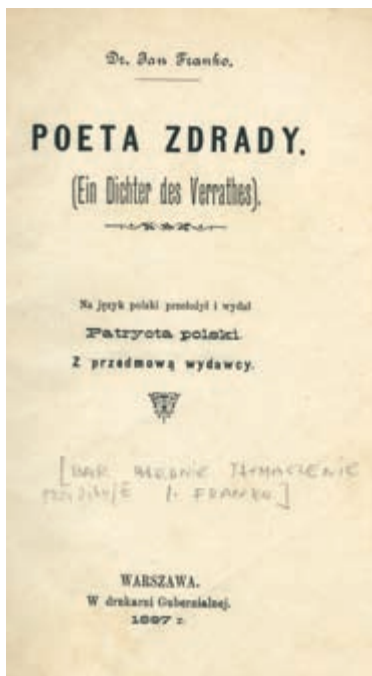 Dr. Jan Franko.
POETA ZDRADY.
(Ein Dichter des Verrathes).
Na język polski przełożył i wydał
Patryota polski
Z przedmową wydawcy.
TŁUMACZENIE
I. FRANKO]
WARSZAWA.
W drukarni Gubernialnej.
1897 r.